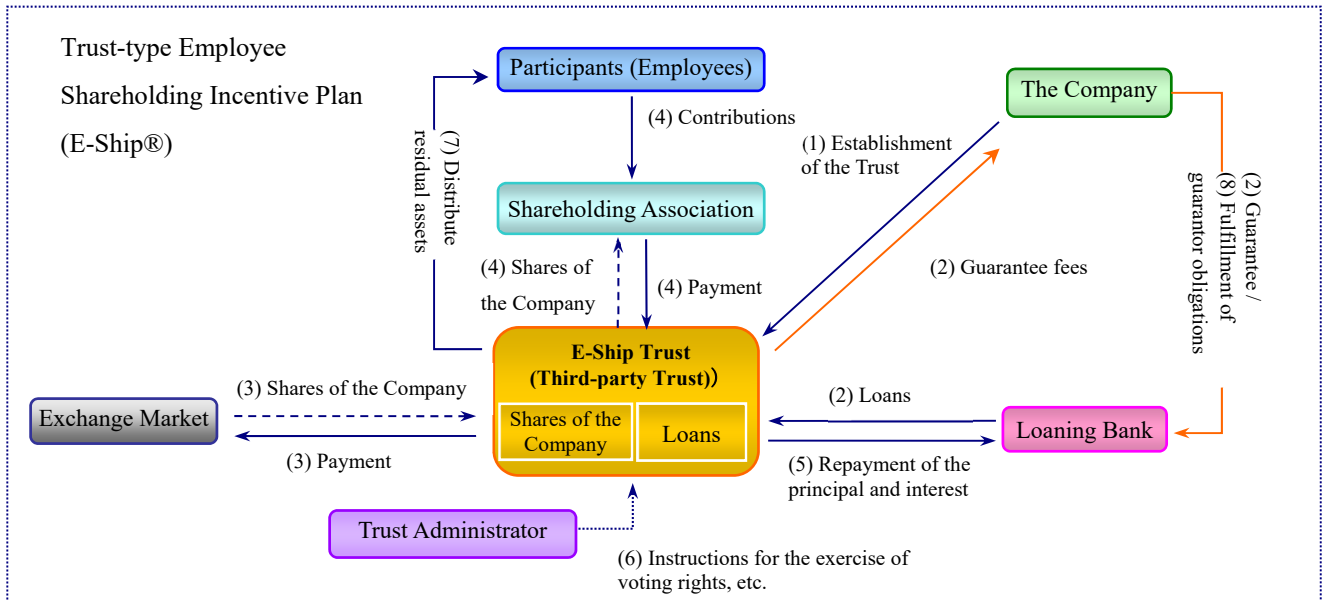 Trust-type Employee
Shareholding Incentive Plan
(E-Ship®)
Participants (Employees)
The Company
(4) Contributions
(1) Establishment
of the Trust
(7) Distribute
residual assets
Shareholding Association
(2) Guarantee /
(8) Fulfillment of
guarantor obligations
(4) Shares of
the Company
(4) Payment
(2) Guarantee fees
E-Ship Trust
(Third-party Trust)）
(3) Shares of the Company
(2) Loans
Exchange Market
Shares of the
Company
Loans
Loaning Bank
(3) Payment
(5) Repayment of the
principal and interest
Trust Administrator
(6) Instructions for the exercise of
voting rights, etc.